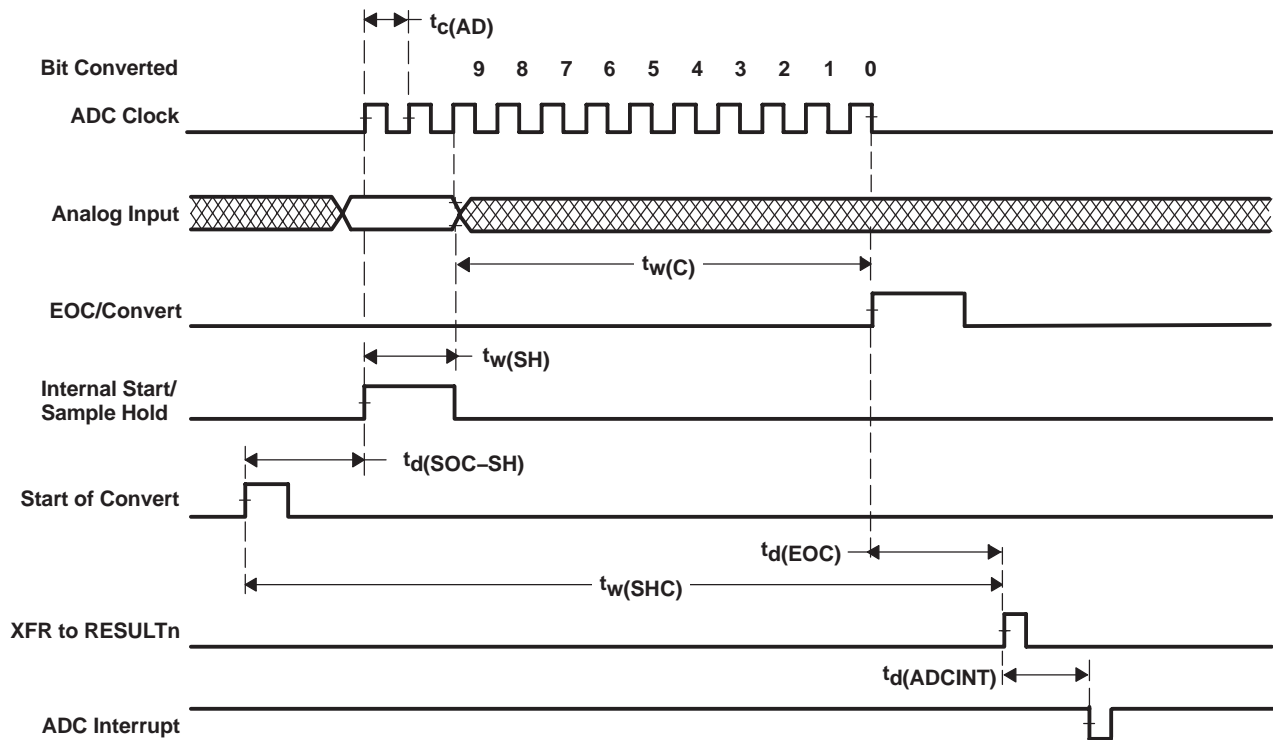 tc(AD)
Bit Converted 9 8 7 6 5 4 3 2 1 0
ADC Clock
Analog Input
tw(C)
EOC/Convert
tw(SH)
Internal Start/
Sample Hold
td(SOC–SH)
Start of Convert
td(EOC)
tw(SHC)
XFR to RESULTn
td(ADCINT)
ADC Interrupt